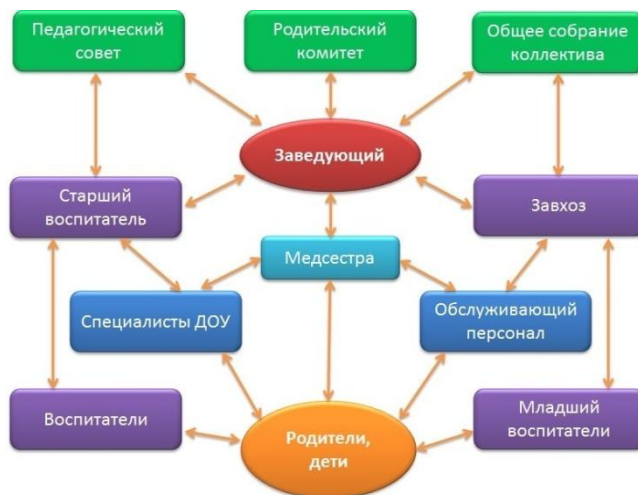 Педагогический
совет
Родительский
комитет
Общее собрание
коллектива
Заведующий
Старший
воспитатель
Завхоз
Медсестра
Специалисты ДОУ
Обслуживающий
персонал
Воспитатели
Младший
воспитатели
Родители,
дети